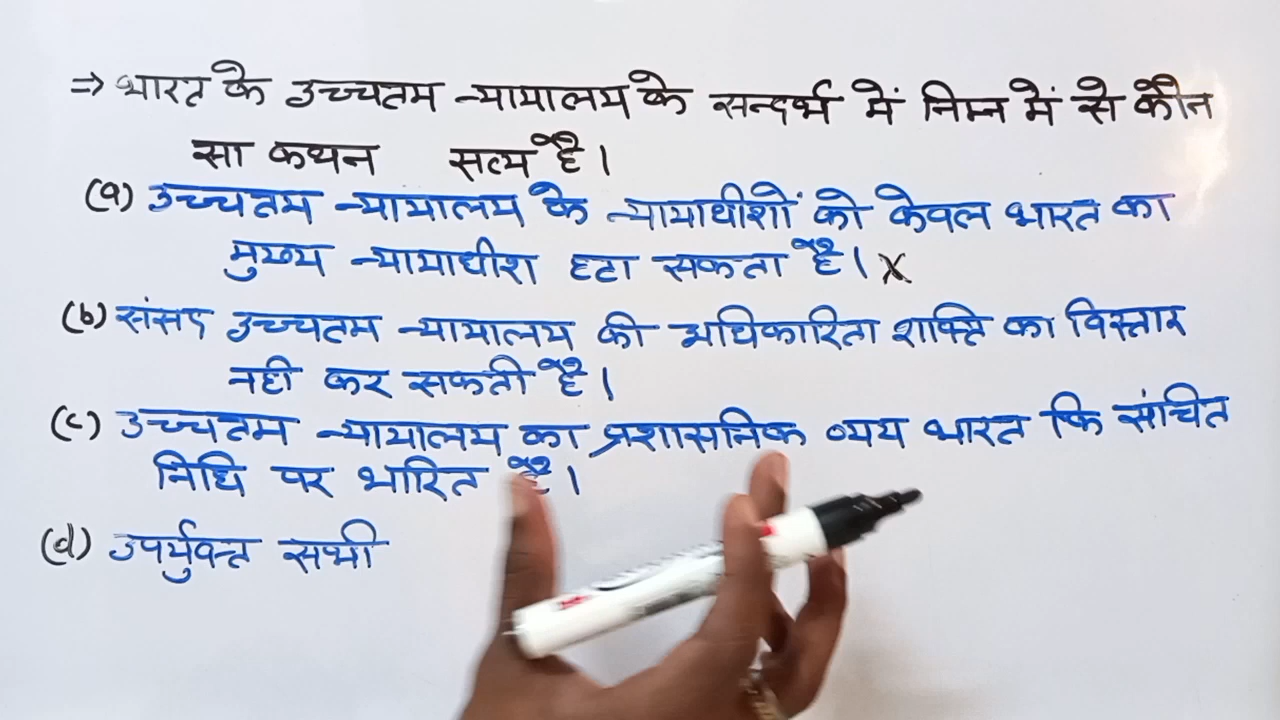 ⇒ भारत के उच्चतम न्यायालय के सन्दर्भ में निम्न में से कौन
सा कथन सत्य है।
(a) उच्चतम न्यायालय के न्यायाधीशों को केवल भारत का
मुख्य न्यायाधीश हटा सकता है। X
(b) संसद उच्चतम न्यायालय की अधिकारिता शक्ति का विस्तार
नही कर सकती है।
(c) उच्चतम न्यायालय का प्रशासनिक व्यय भारत कि संचित
निधि पर भारित है।
(d) उपर्युक्त सभी